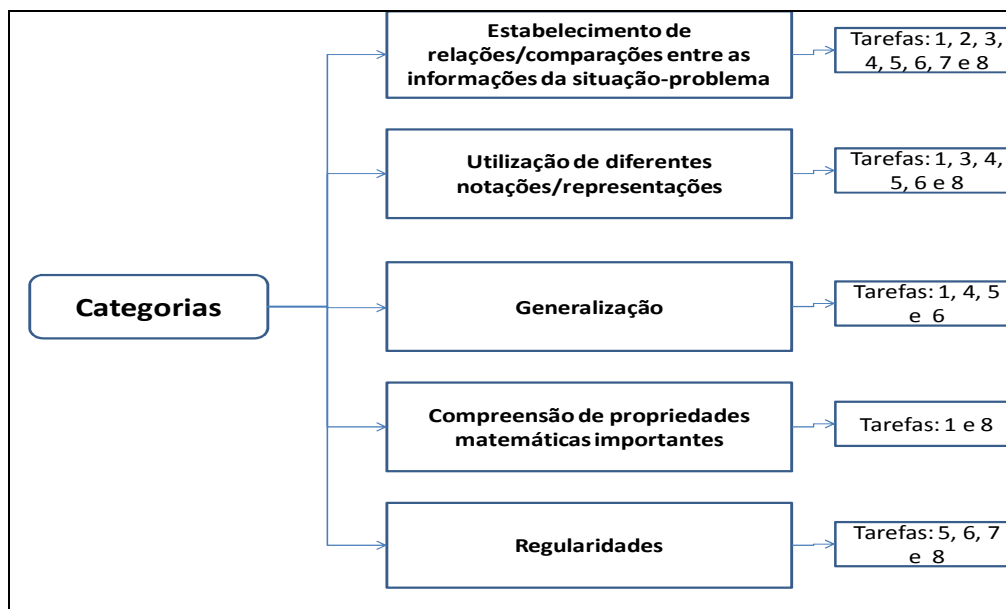 Estabelecimento de
relações/comparações entre as
informações da situação-problema
Tarefas: 1, 2, 3,
4, 5, 6, 7 e 8
Utilização de diferentes
notações/representações
Tarefas: 1, 3, 4,
5, 6 e 8
Categorias
Generalização
Tarefas: 1, 4, 5
e 6
Compreensão de propriedades
matemáticas importantes
Tarefas: 1 e 8
Regularidades
Tarefas: 5, 6, 7
e 8